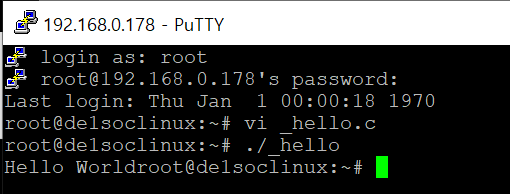 192.168.0.178 - PuTTY
login as: root
root@192.168.0.178's password:
Last login: Thu Jan  1 00:00:18 1970
root@de1soclinux:~# vi _hello.c
root@de1soclinux:~# ./_hello
Hello Worldroot@de1soclinux:~#